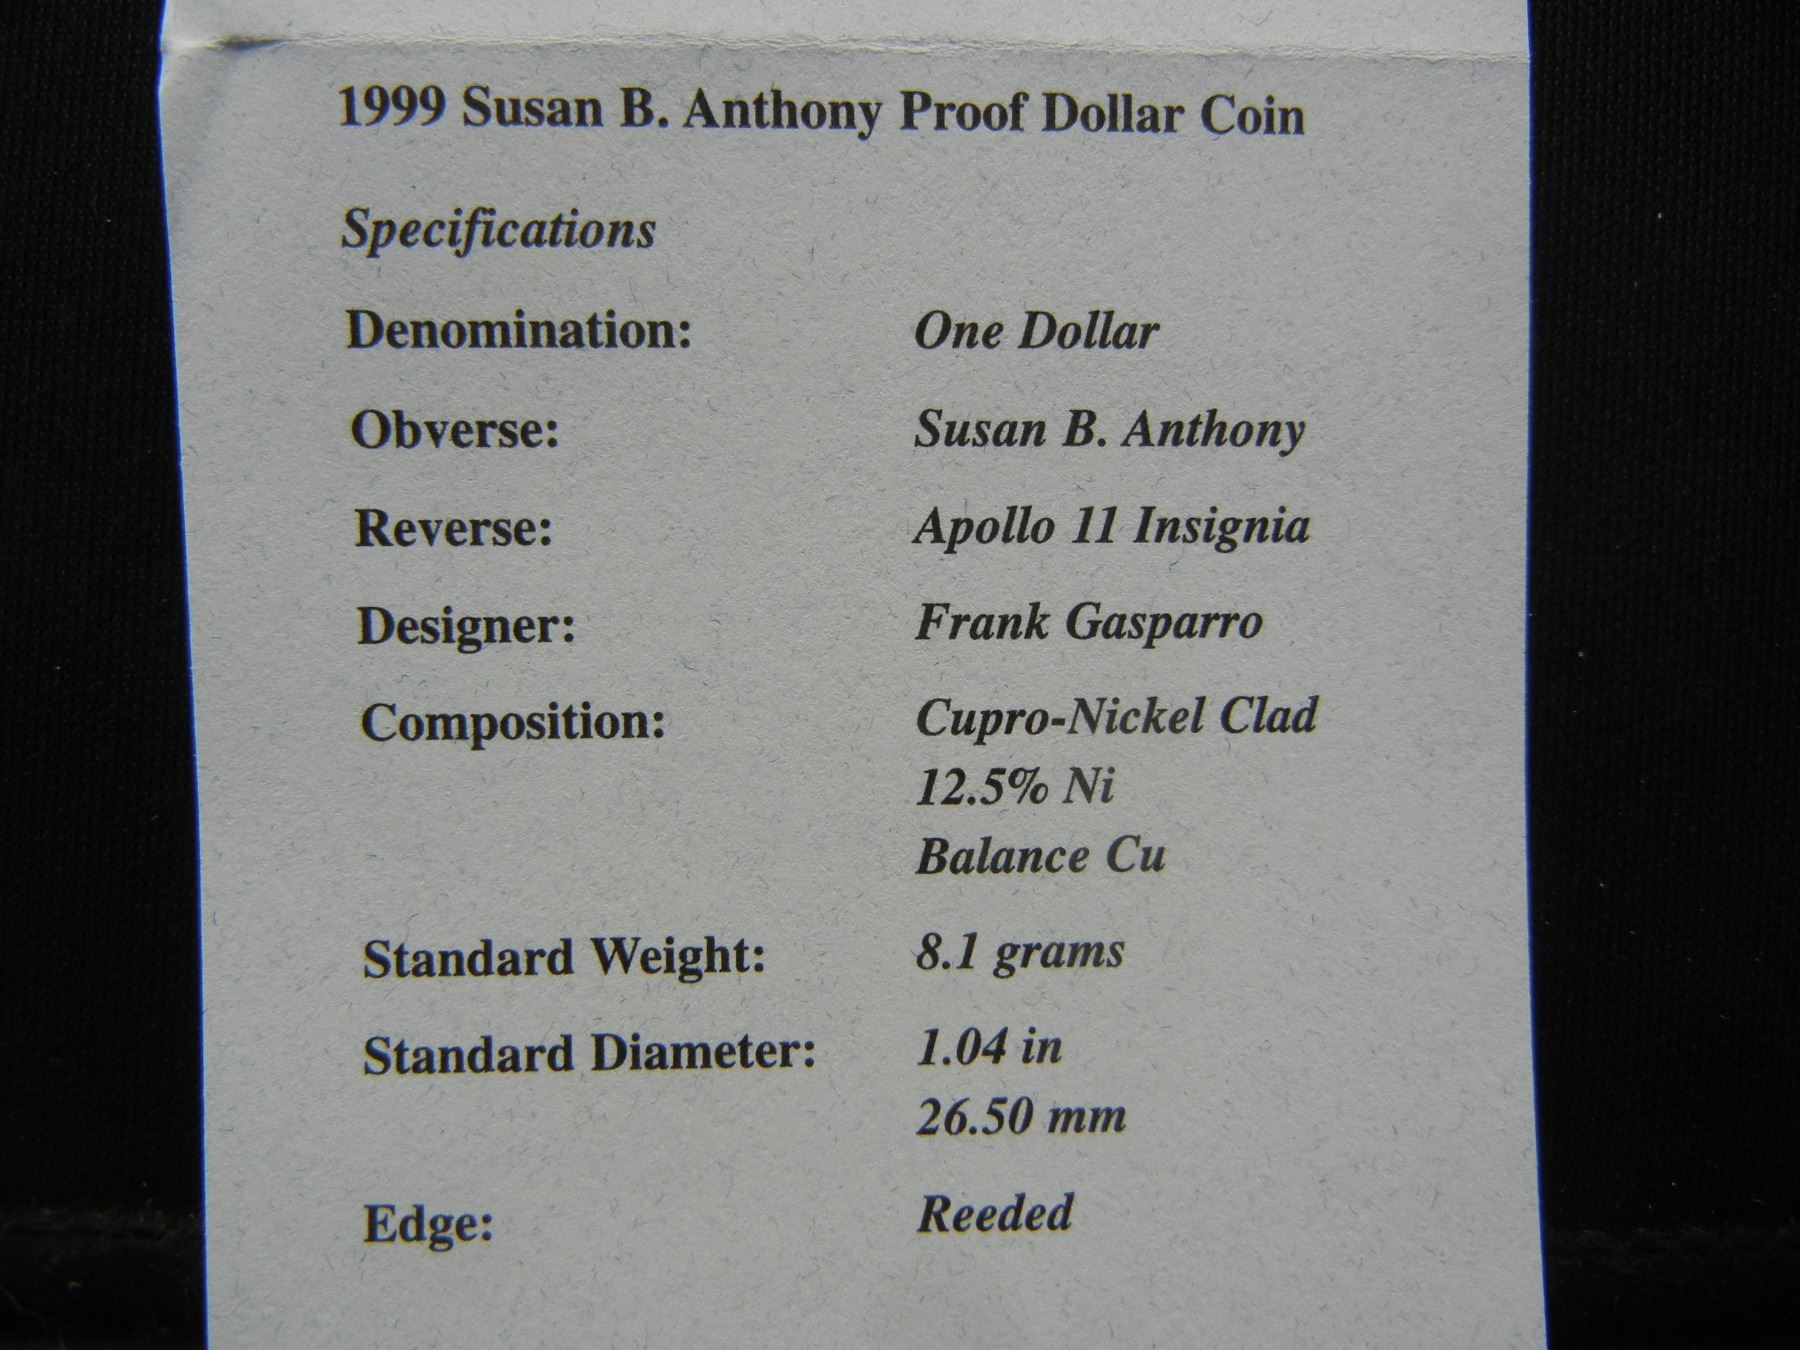 1999 Susan B. Anthony Proof Dollar Coin
Specifications
Denomination: One Dollar
Obverse: Susan B. Anthony
Reverse: Apollo 11 Insignia
Designer: Frank Gasparro
Composition: Cupro-Nickel Clad
12.5% Ni
Balance Cu
Standard Weight: 8.1 grams
Standard Diameter: 1.04 in
26.50 mm
Edge: Reeded